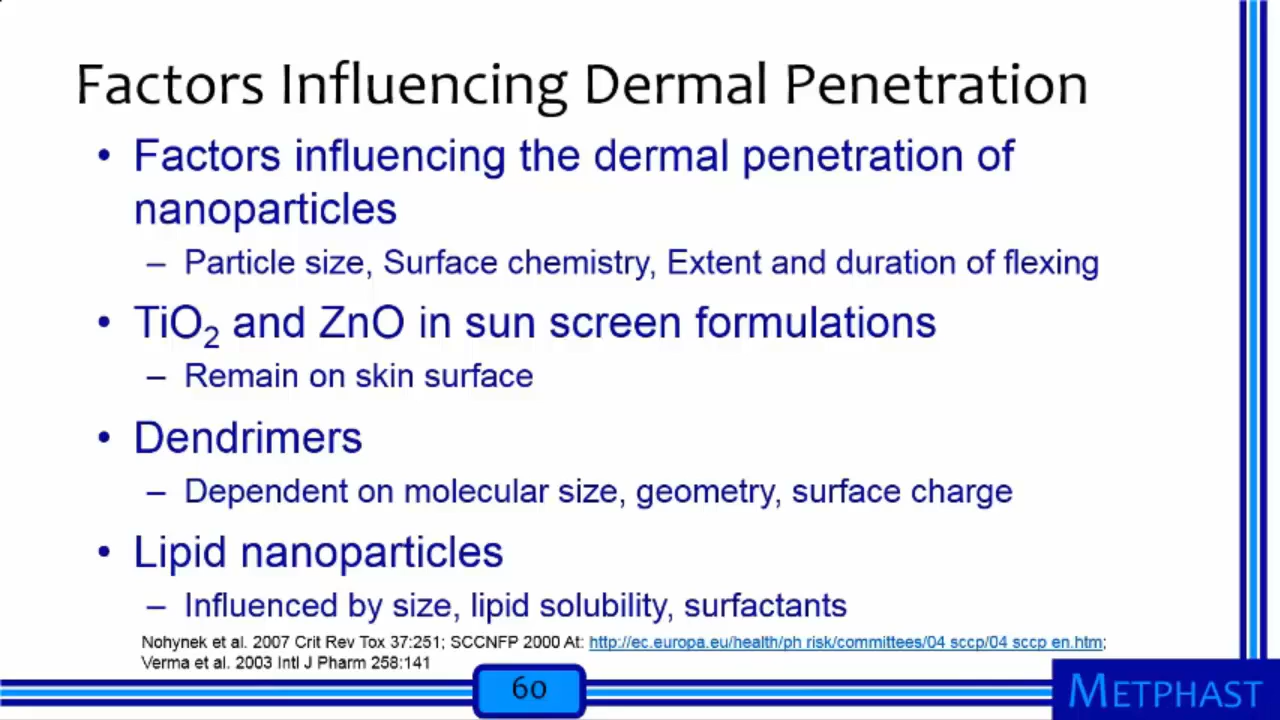 Factors Influencing Dermal Penetration
• Factors influencing the dermal penetration of
nanoparticles
– Particle size, Surface chemistry, Extent and duration of flexing
• TiO₂ and ZnO in sun screen formulations
– Remain on skin surface
• Dendrimers
– Dependent on molecular size, geometry, surface charge
• Lipid nanoparticles
– Influenced by size, lipid solubility, surfactants
Nohynek et al. 2007 Crit Rev Tox 37:251; SCCNFP 2000 At: http://ec.europa.eu/health/ph risk/committees/04 sccp/04 sccp en.htm;
Verma et al. 2003 Intl J Pharm 258:141
60
METPHAST